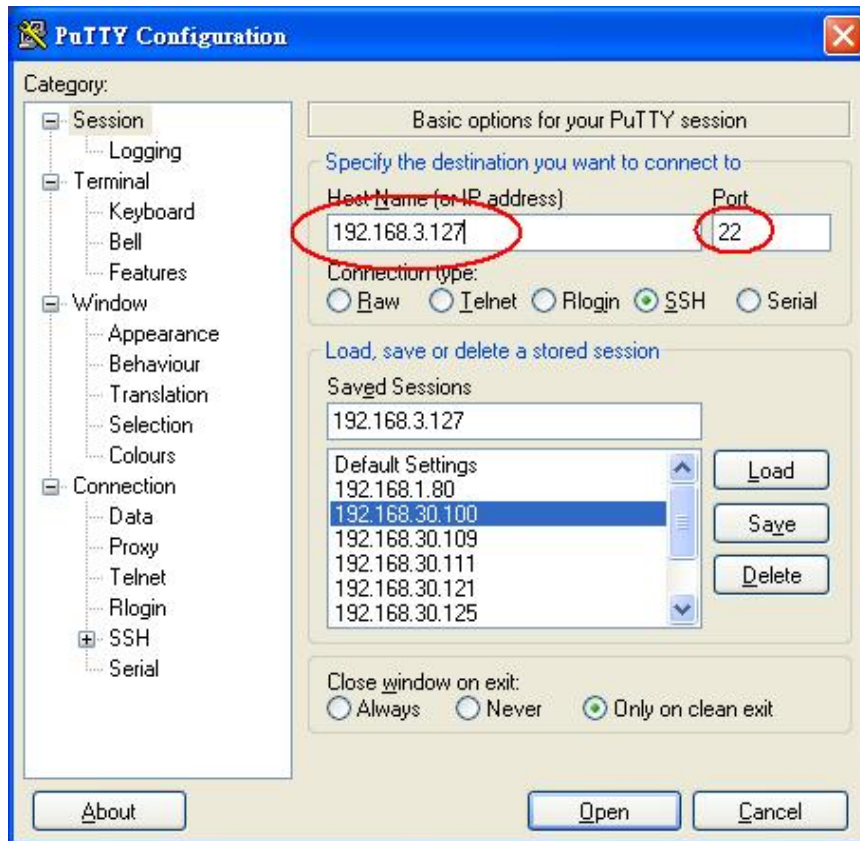 PuTTY Configuration
Category:
Session
Logging
Terminal
Keyboard
Bell
Features
Window
Appearance
Behaviour
Translation
Selection
Colours
Connection
Data
Proxy
Telnet
Rlogin
SSH
Serial
Basic options for your PuTTY session
Specify the destination you want to connect to
Host Name (or IP address) Port
192.168.3.127 22
Connection type:
Raw Telnet Rlogin SSH Serial
Load, save or delete a stored session
Saved Sessions
192.168.3.127
Default Settings
192.168.1.80
192.168.30.100
192.168.30.109
192.168.30.111
192.168.30.121
192.168.30.125
Load
Save
Delete
Close window on exit:
Always Never Only on clean exit
About Open Cancel